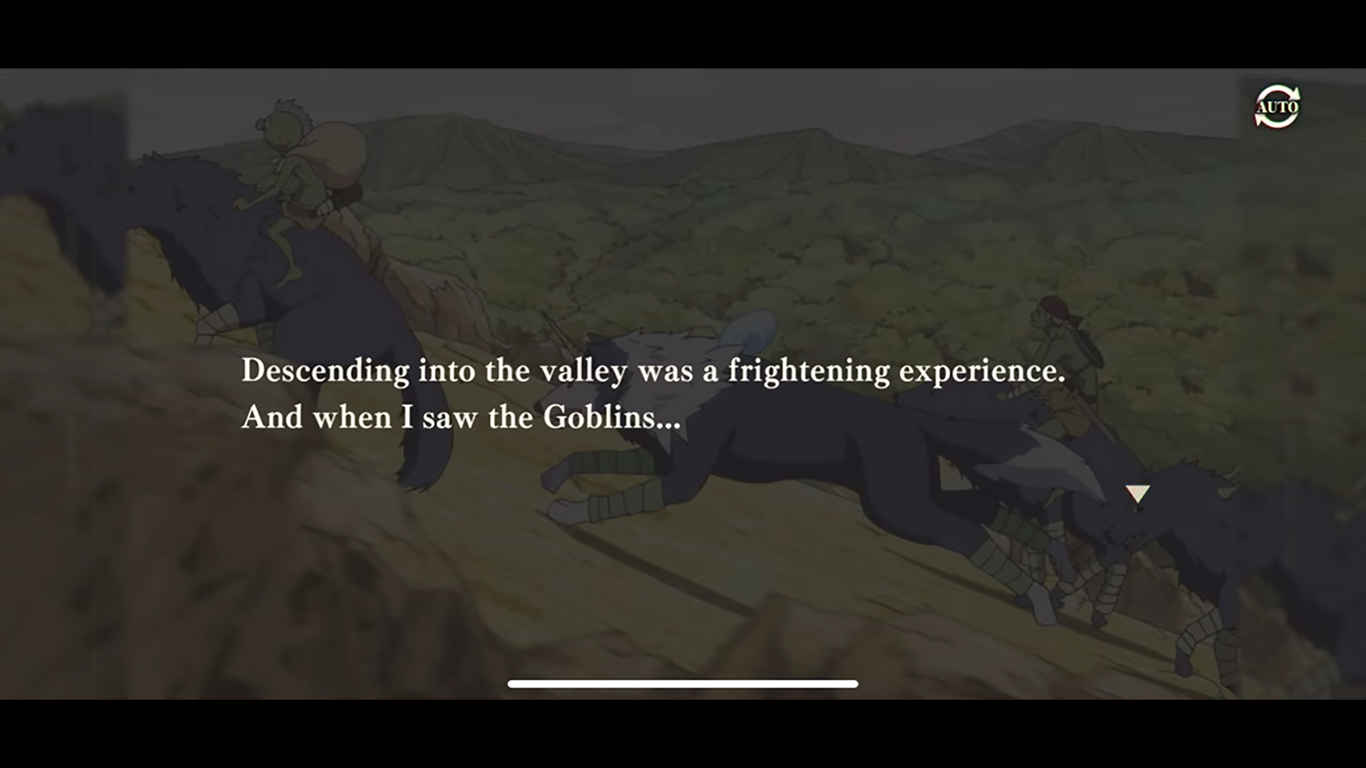 AUTO
Descending into the valley was a frightening experience.
And when I saw the Goblins...